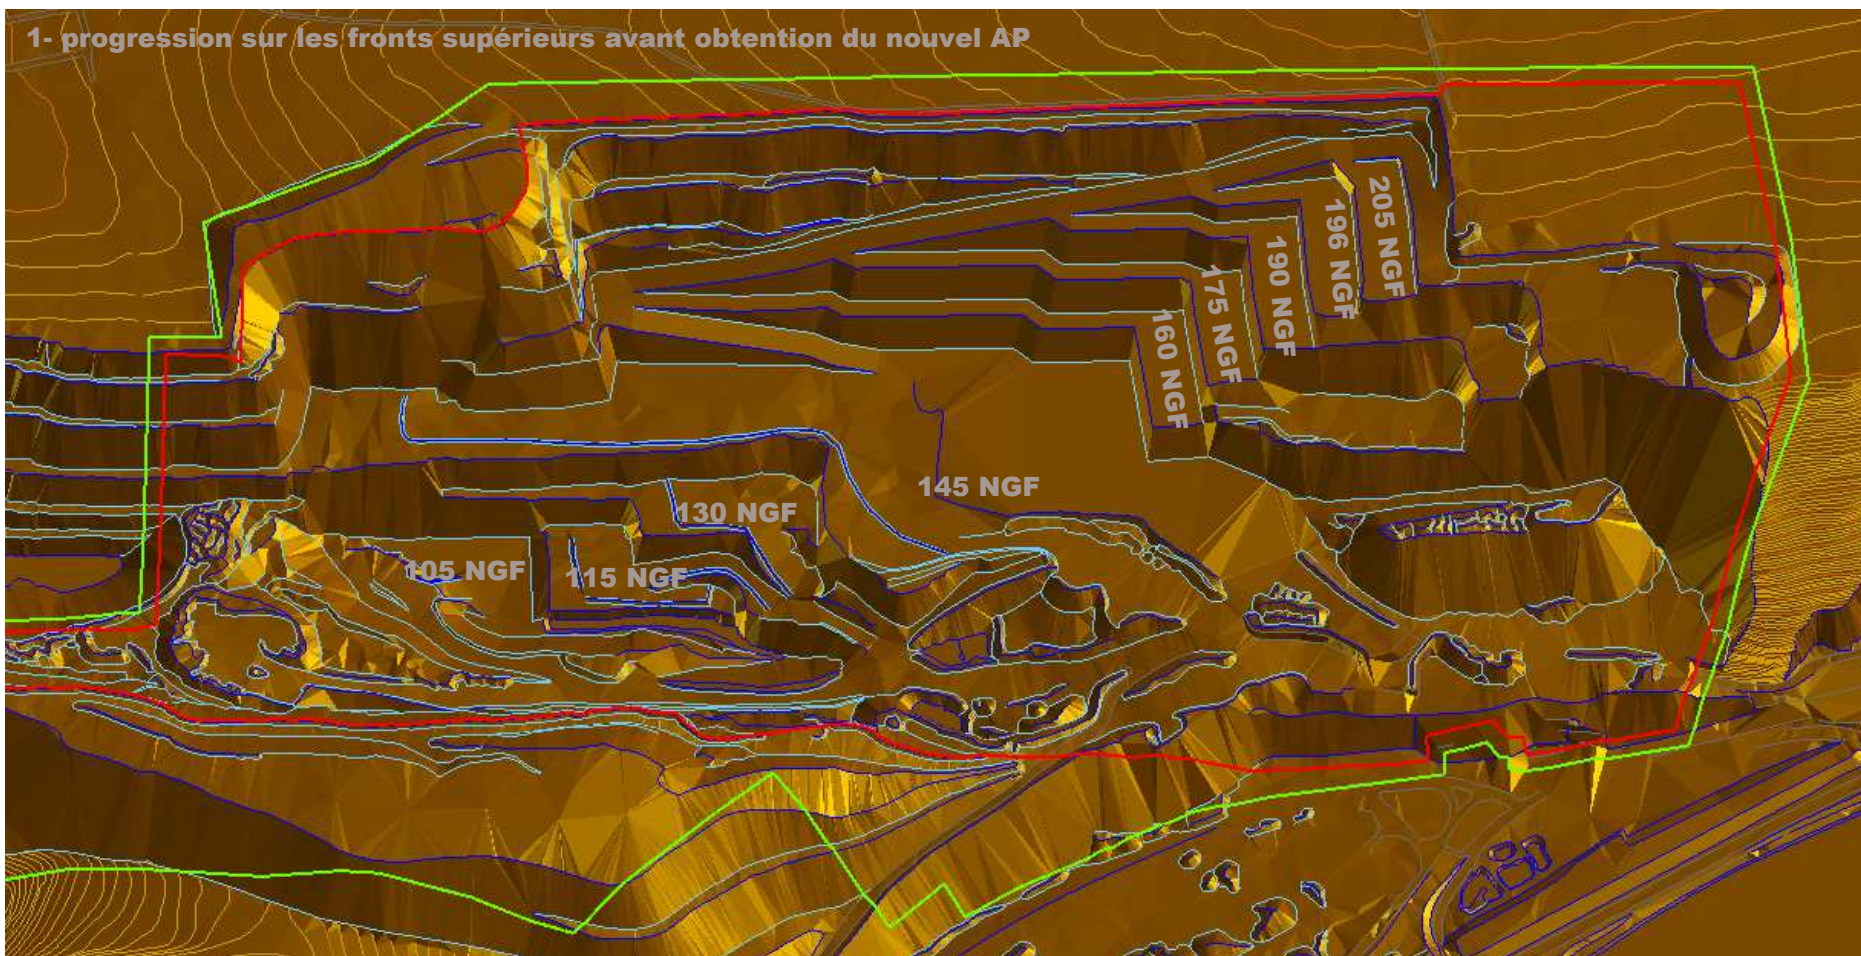 1- progression sur les fronts supérieurs avant obtention du nouvel AP
205 NGF
196 NGF
190 NGF
175 NGF
160 NGF
145 NGF
130 NGF
115 NGF
105 NGF